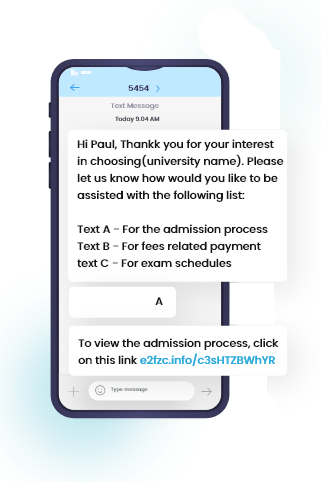 5454
Text Message
Today 9.04 AM
Hi Paul, Thankk you for your interest
in choosing(university name). Please
let us know how would you like to be
assisted with the following list:
Text A - For the admission process
Text B - For fees related payment
text C - For exam schedules
A
To view the admission process, click
on this link e2fzc.info/c3sHTZBWhYR
Type message